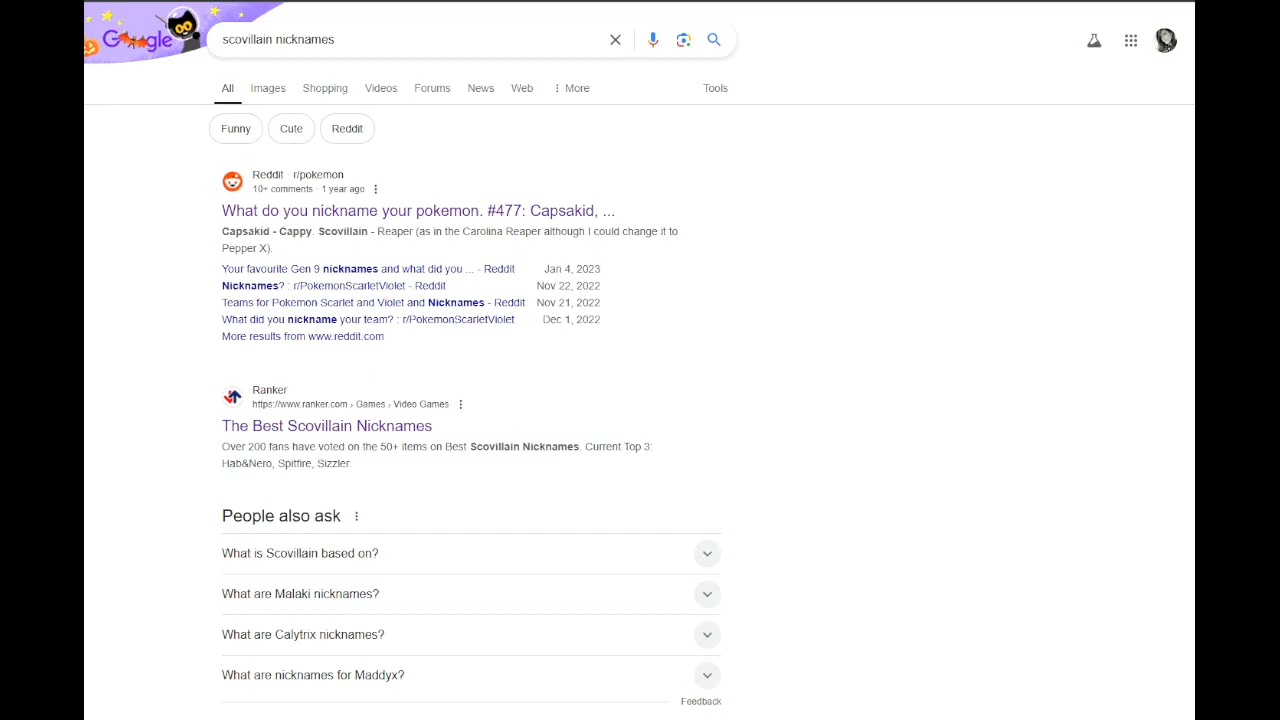 Google
scovillain nicknames
All Images Shopping Videos Forums News Web More Tools
Funny Cute Reddit
Reddit · r/pokemon
10+ comments · 1 year ago
What do you nickname your pokemon. #477: Capsakid, ...
Capsakid - Cappy. Scovillain - Reaper (as in the Carolina Reaper although I could change it to
Pepper X).
Your favourite Gen 9 nicknames and what did you ... - Reddit Jan 4, 2023
Nicknames? : r/PokemonScarletViolet - Reddit Nov 22, 2022
Teams for Pokemon Scarlet and Violet and Nicknames - Reddit Nov 21, 2022
What did you nickname your team? : r/PokemonScarletViolet Dec 1, 2022
More results from www.reddit.com
Ranker
https://www.ranker.com › Games › Video Games
The Best Scovillain Nicknames
Over 200 fans have voted on the 50+ items on Best Scovillain Nicknames. Current Top 3:
Hab&Nero, Spitfire, Sizzler.
People also ask
What is Scovillain based on?
What are Malaki nicknames?
What are Calytrix nicknames?
What are nicknames for Maddyx?
Feedback